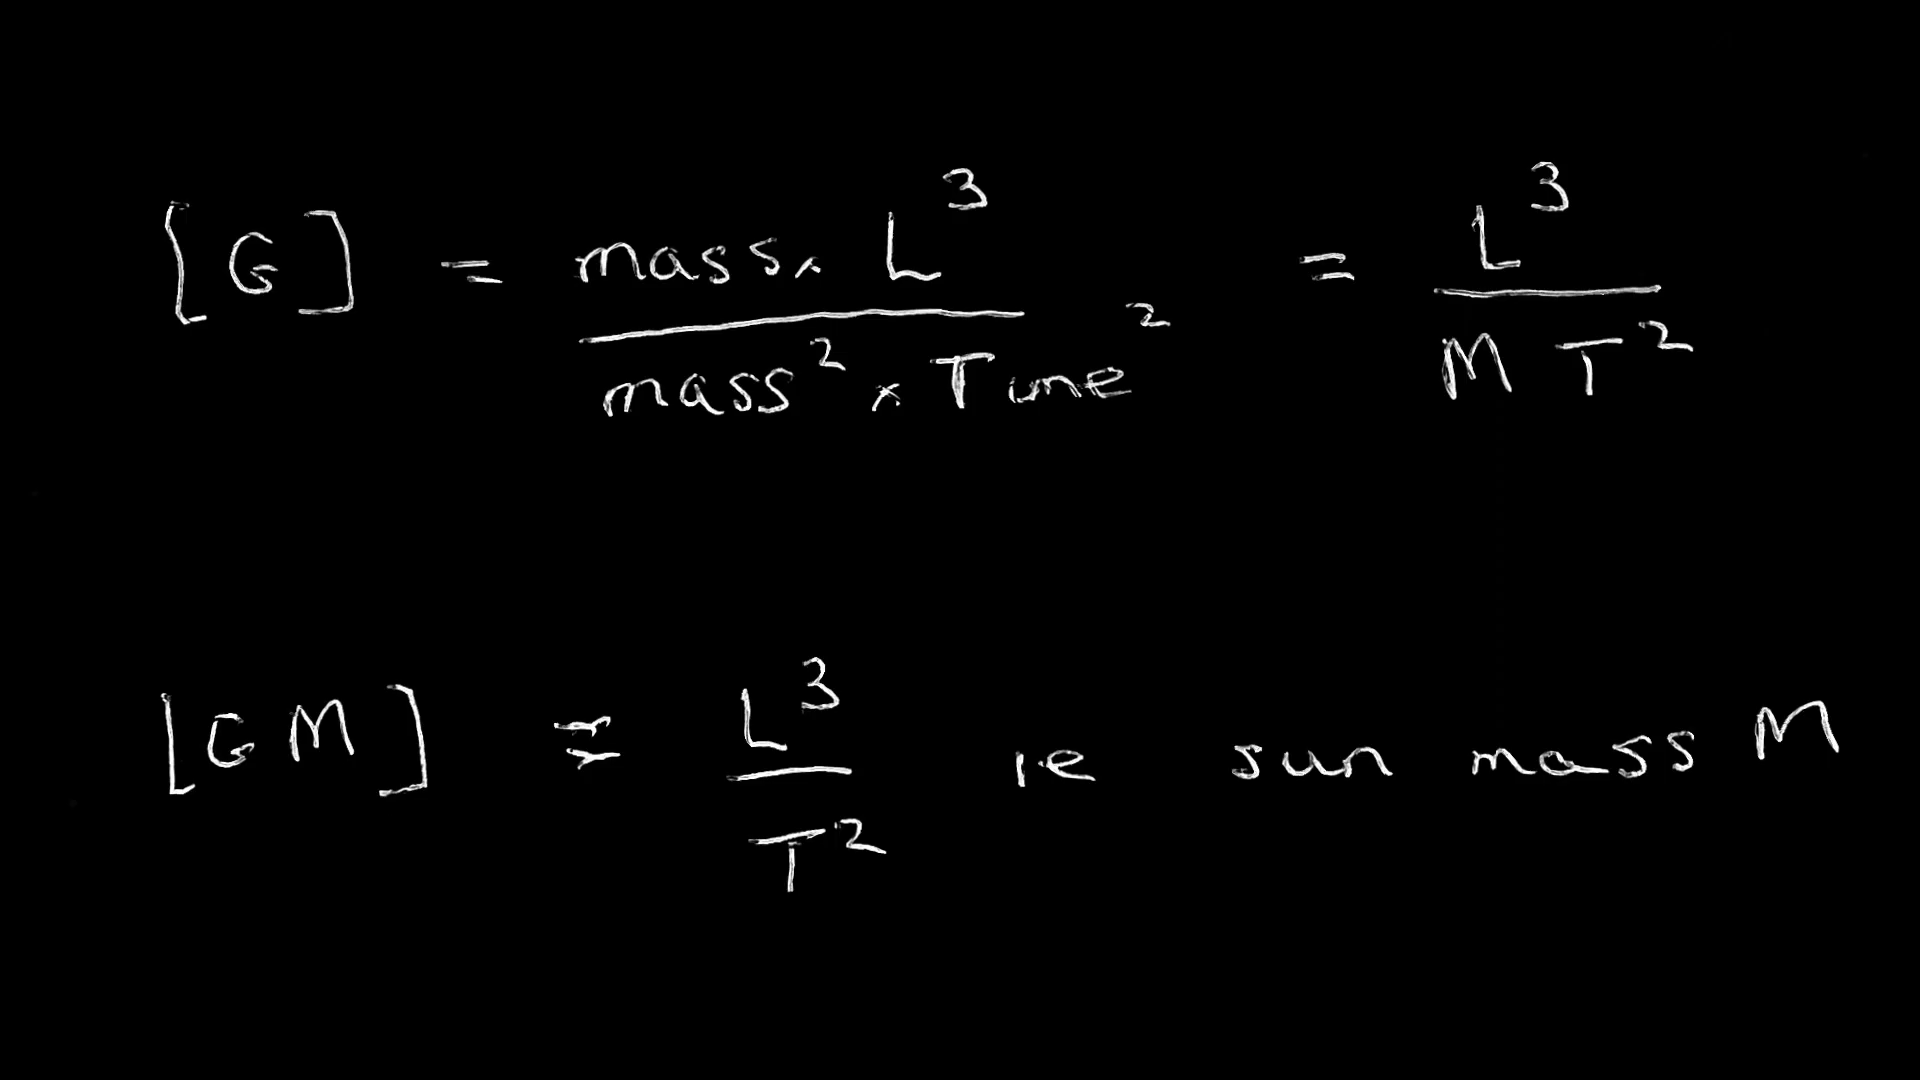 [G] = mass × L³ / mass² × Time² = L³ / M T²
[GM] = L³ / T² ie sun mass M